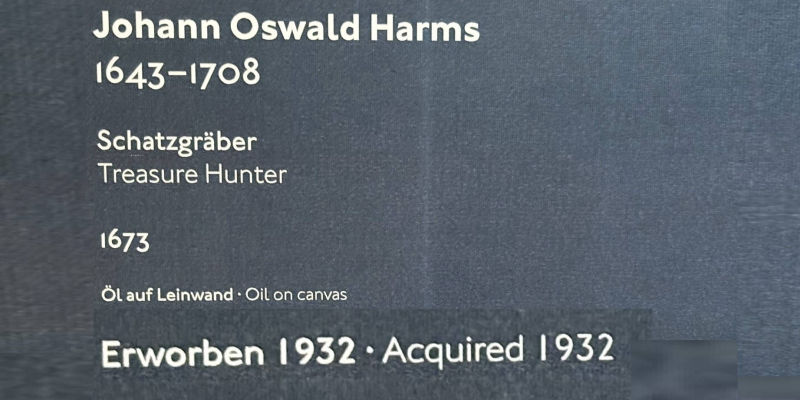 Johann Oswald Harms
1643–1708
Schatzgräber
Treasure Hunter
1673
Öl auf Leinwand · Oil on canvas
Erworben 1932 · Acquired 1932